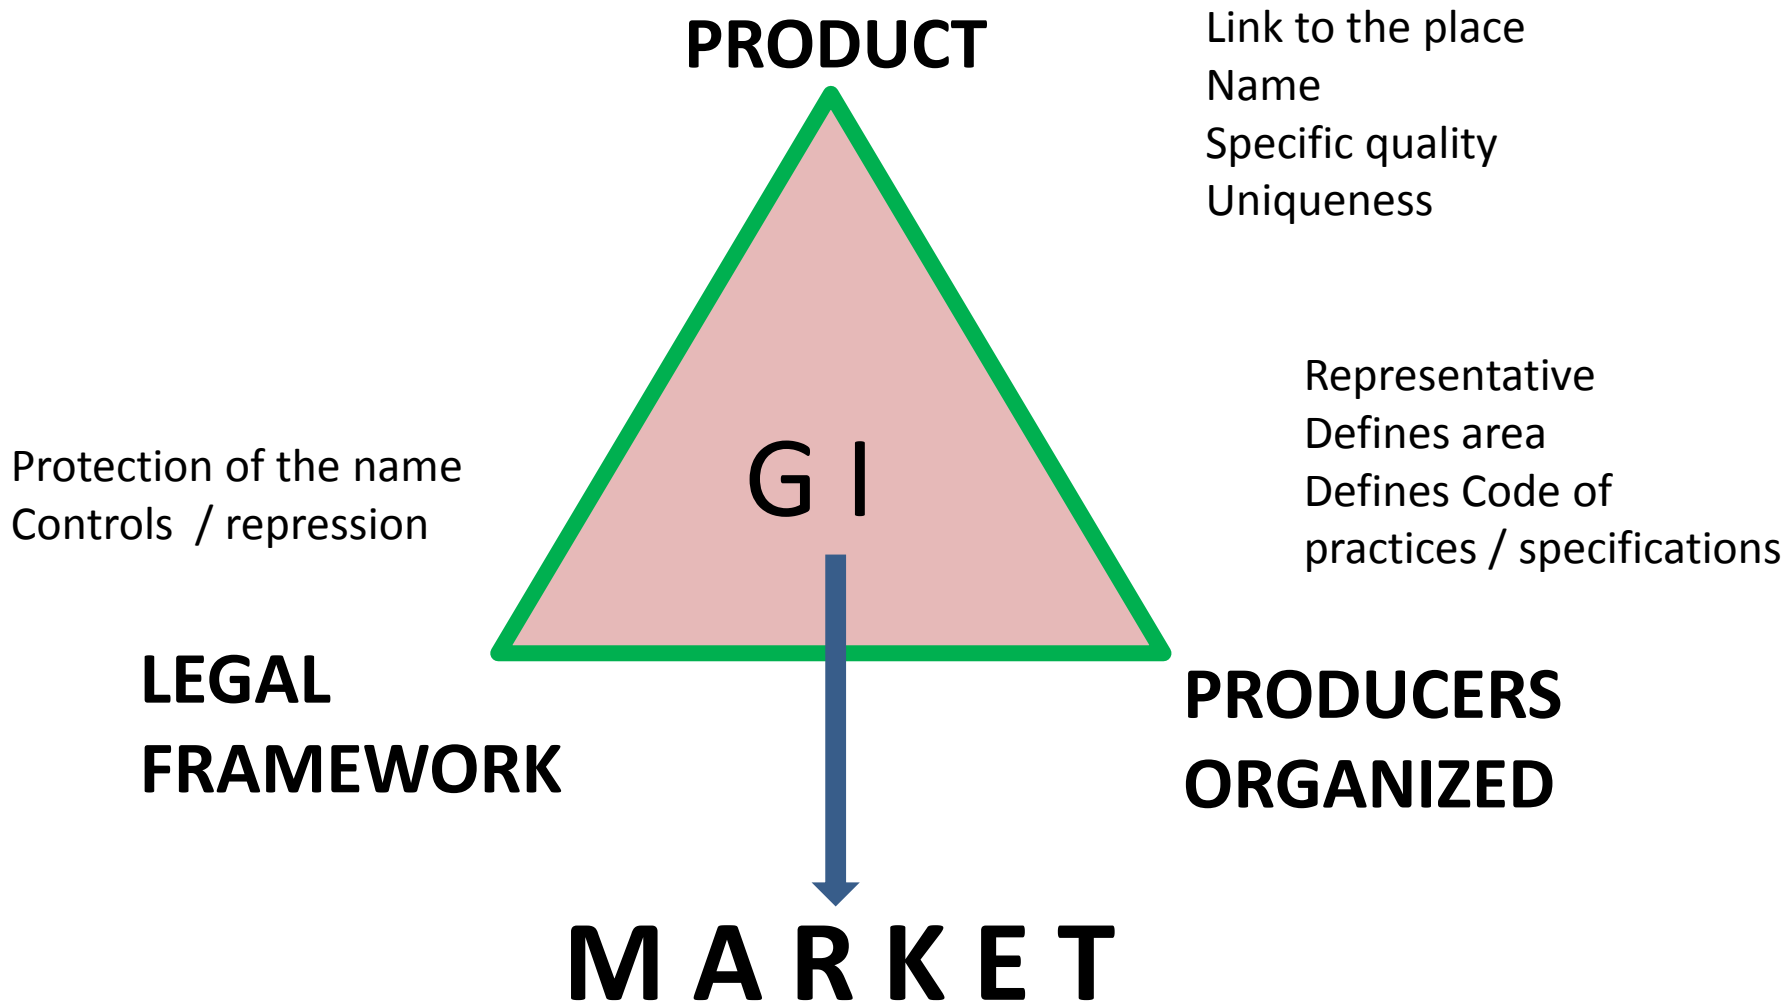 PRODUCT
Link to the place
Name
Specific quality
Uniqueness
Representative
Defines area
Defines Code of
practices / specifications
G I
Protection of the name
Controls / repression
LEGAL
FRAMEWORK
PRODUCERS
ORGANIZED
M A R K E T